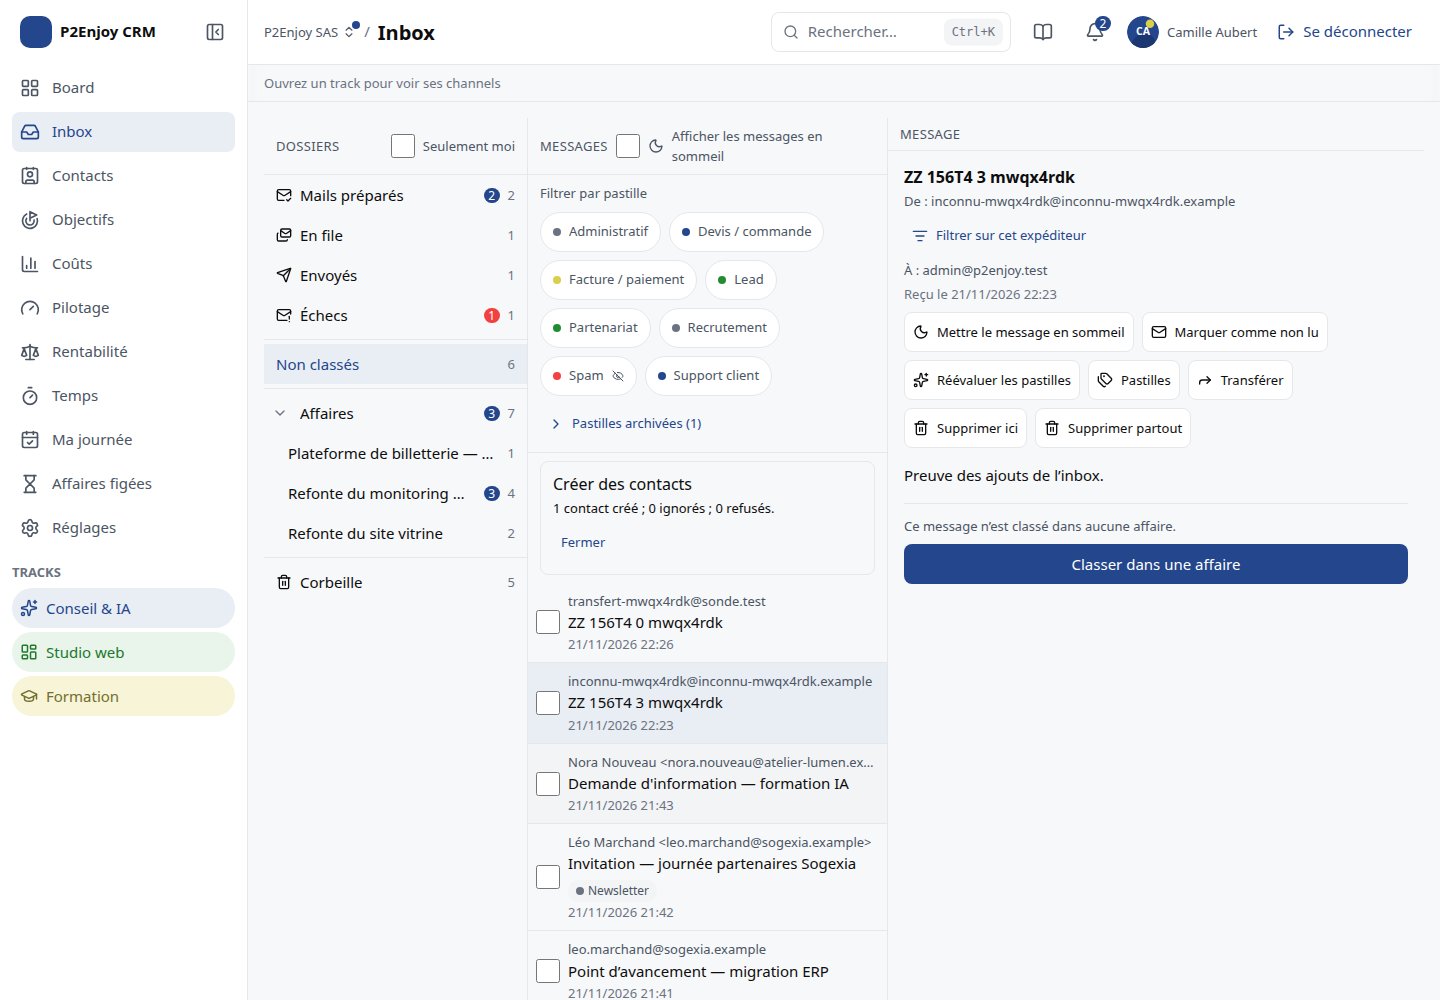 P2Enjoy CRM
Board
Inbox
Contacts
Objectifs
Coûts
Pilotage
Rentabilité
Temps
Ma journée
Affaires figées
Réglages
TRACKS
Conseil & IA
Studio web
Formation
P2Enjoy SAS / Inbox
Rechercher... Ctrl+K
2
CA Camille Aubert
Se déconnecter
Ouvrez un track pour voir ses channels
DOSSIERS Seulement moi
Mails préparés 2 2
En file 1
Envoyés 1
Échecs 1 1
Non classés 6
Affaires 3 7
Plateforme de billetterie — ... 1
Refonte du monitoring ... 3 4
Refonte du site vitrine 2
Corbeille 5
MESSAGES Afficher les messages en
sommeil
Filtrer par pastille
Administratif Devis / commande
Facture / paiement Lead
Partenariat Recrutement
Spam Support client
Pastilles archivées (1)
Créer des contacts
1 contact créé ; 0 ignorés ; 0 refusés.
Fermer
transfert-mwqx4rdk@sonde.test
ZZ 156T4 0 mwqx4rdk
21/11/2026 22:26
inconnu-mwqx4rdk@inconnu-mwqx4rdk.example
ZZ 156T4 3 mwqx4rdk
21/11/2026 22:23
Nora Nouveau <nora.nouveau@atelier-lumen.ex...
Demande d'information — formation IA
21/11/2026 21:43
Léo Marchand <leo.marchand@sogexia.example>
Invitation — journée partenaires Sogexia
Newsletter
21/11/2026 21:42
leo.marchand@sogexia.example
Point d’avancement — migration ERP
21/11/2026 21:41
MESSAGE
ZZ 156T4 3 mwqx4rdk
De : inconnu-mwqx4rdk@inconnu-mwqx4rdk.example
Filtrer sur cet expéditeur
À : admin@p2enjoy.test
Reçu le 21/11/2026 22:23
Mettre le message en sommeil Marquer comme non lu
Réévaluer les pastilles Pastilles Transférer
Supprimer ici Supprimer partout
Preuve des ajouts de l’inbox.
Ce message n’est classé dans aucune affaire.
Classer dans une affaire